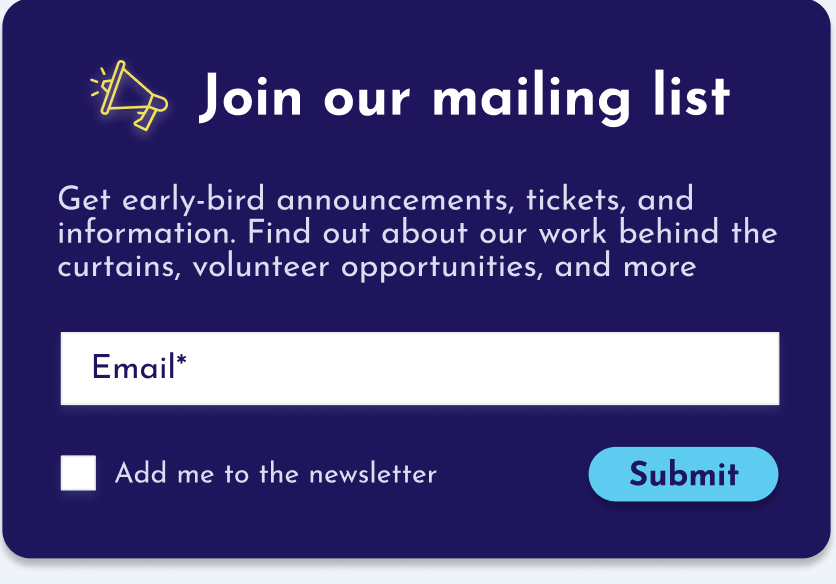 Join our mailing list
Get early-bird announcements, tickets, and
information. Find out about our work behind the
curtains, volunteer opportunities, and more
Email*
Add me to the newsletter
Submit